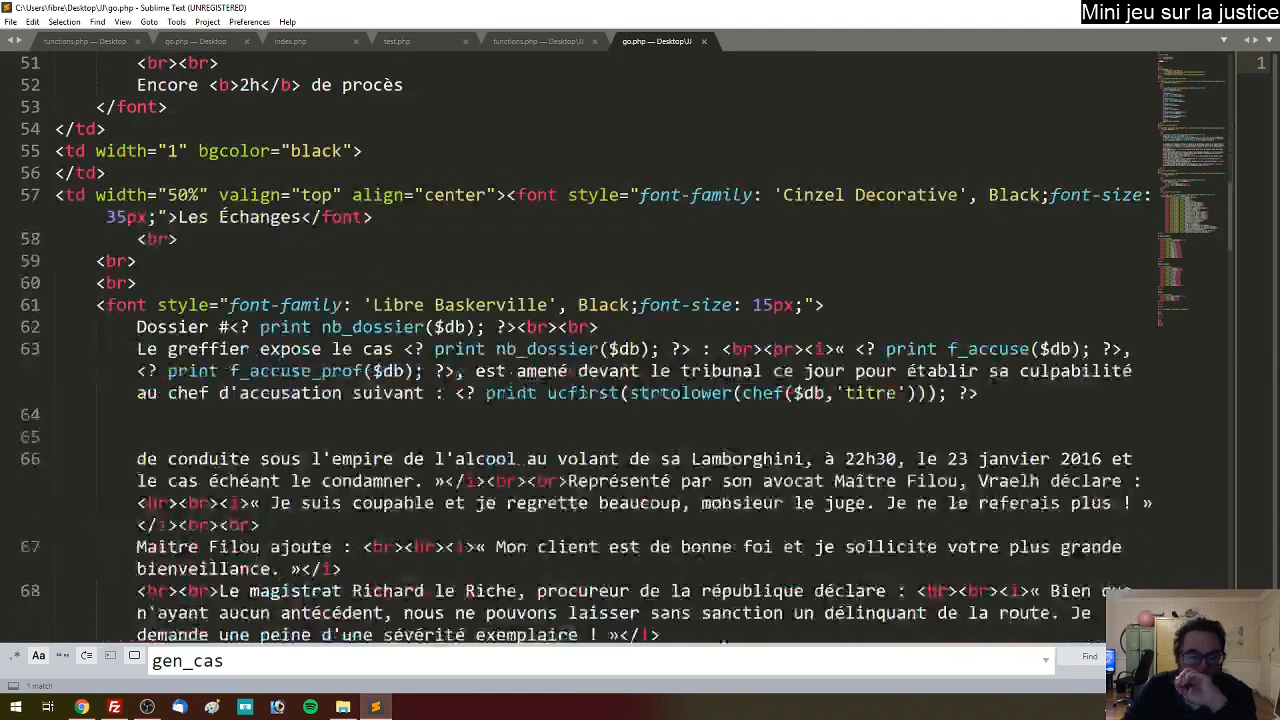 C:\Users\fibre\Desktop\JJ\go.php - Sublime Text (UNREGISTERED)
Mini jeu sur la justice
File Edit Selection Find View Goto Tools Project Preferences Help
functions.php — Desktop × go.php — Desktop × index.php × test.php × functions.php — Desktop\JJ × go.php — Desktop\JJ ×
51 <br><br>
52 Encore <b>2h</b> de procès
53 </font>
54 </td>
55 <td width="1" bgcolor="black">
56 </td>
57 <td width="50%" valign="top" align="center"><font style="font-family: 'Cinzel Decorative', Black;font-size:
35px;">Les Échanges</font>
58 <br>
59 <br>
60 <br>
61 <font style="font-family: 'Libre Baskerville', Black;font-size: 15px;">
62 Dossier #<? print nb_dossier($db); ?><br><br>
63 Le greffier expose le cas <? print nb_dossier($db); ?> : <br><br><i>« <? print f_accuse($db); ?>,
<? print f_accuse_prof($db); ?>, est amené devant le tribunal ce jour pour établir sa culpabilité
au chef d'accusation suivant : <? print ucfirst(strtolower(chef($db,'titre'))); ?>
64
65
66 de conduite sous l'empire de l'alcool au volant de sa Lamborghini, à 22h30, le 23 janvier 2016 et
le cas échéant le condamner. »</i><br><br>Représenté par son avocat Maître Filou, Vraelh déclare :
<br><br><i>« Je suis coupable et je regrette beaucoup, monsieur le juge. Je ne le referais plus ! »
</i><br><br>
67 Maître Filou ajoute : <br><br><i>« Mon client est de bonne foi et je sollicite votre plus grande
bienveillance. »</i>
68 <br><br>Le magistrat Richard le Riche, procureur de la république déclare : <br><br><i>« Bien que
n'ayant aucun antécédent, nous ne pouvons laisser sans sanction un délinquant de la route. Je
demande une peine d'une sévérité exemplaire ! »</i>
1
gen_cas
Find
1 match